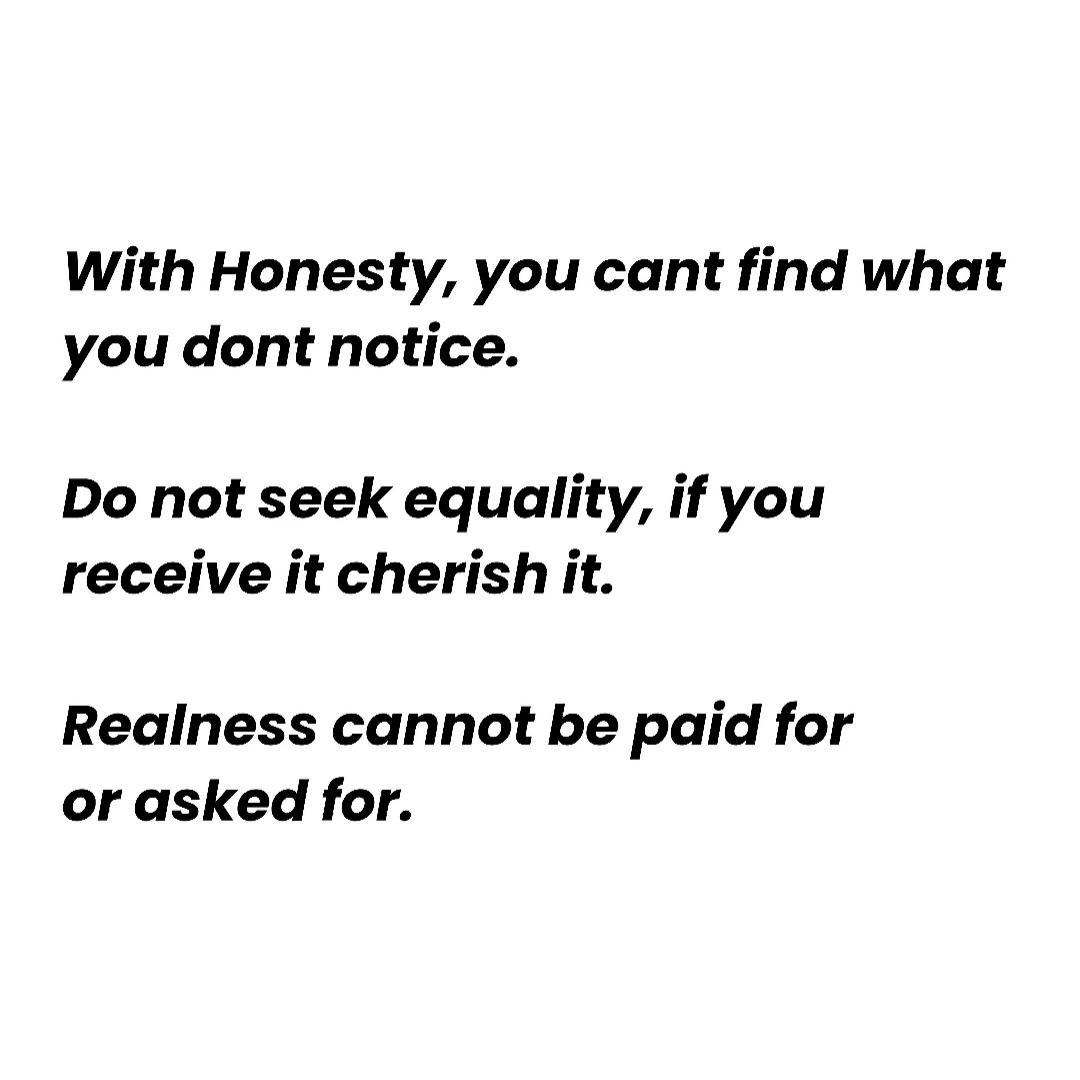 With Honesty, you cant find what
you dont notice.
Do not seek equality, if you
receive it cherish it.
Realness cannot be paid for
or asked for.